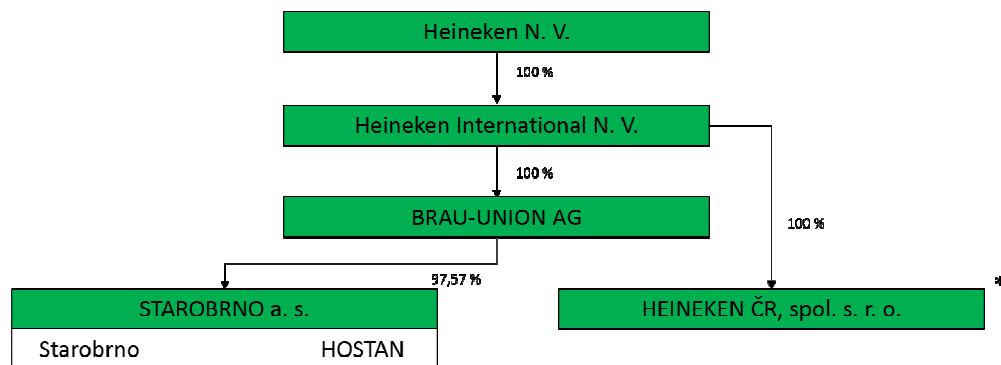 Heineken N. V.
100 %
Heineken International N. V.
100 %
BRAU-UNION AG
100 %
97,57 %
*
STAROBRNO a. s.
HEINEKEN ČR, spol. s. r. o.
Starobrno HOSTAN